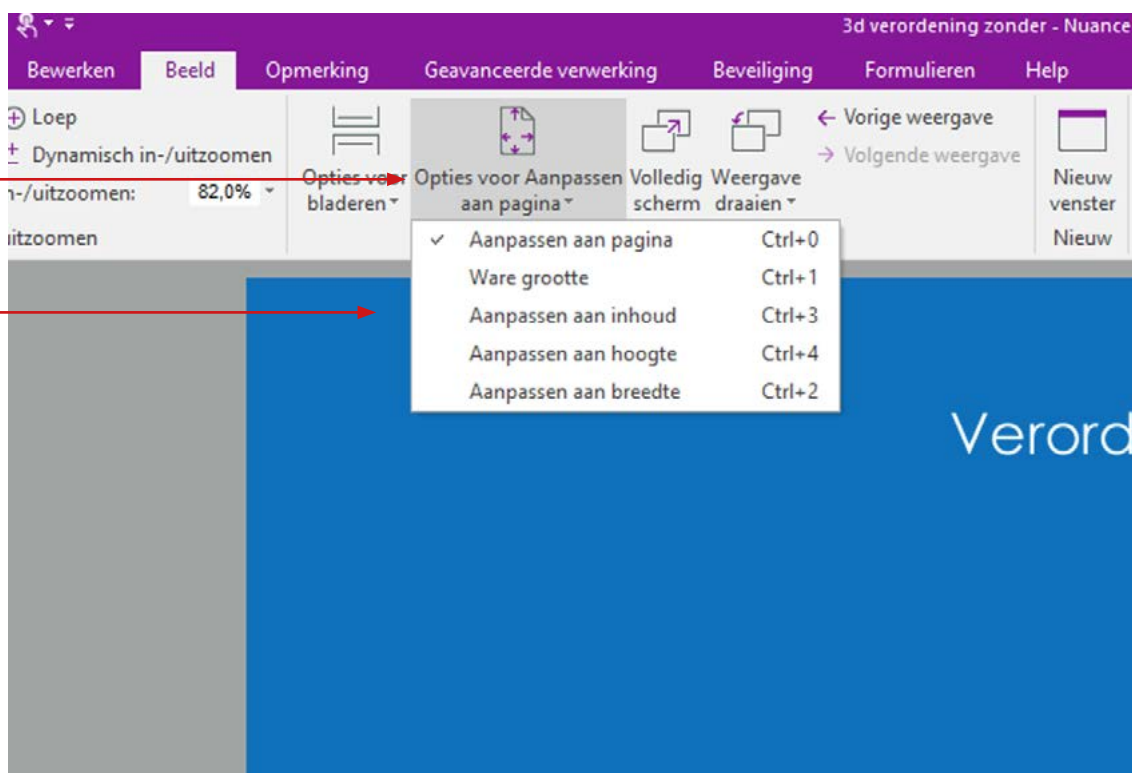 3d verordening zonder - Nuance
Bewerken Beeld Opmerking Geavanceerde verwerking Beveiliging Formulieren Help
Loep
Dynamisch in-/uitzoomen
n-/uitzoomen: 82,0%
uitzoomen
Opties voor
bladeren
Opties voor Aanpassen
aan pagina
Volledig
scherm
Weergave
draaien
Vorige weergave
Volgende weergave
Nieuw
venster
Nieuw
Aanpassen aan pagina Ctrl+0
Ware grootte Ctrl+1
Aanpassen aan inhoud Ctrl+3
Aanpassen aan hoogte Ctrl+4
Aanpassen aan breedte Ctrl+2
Verord